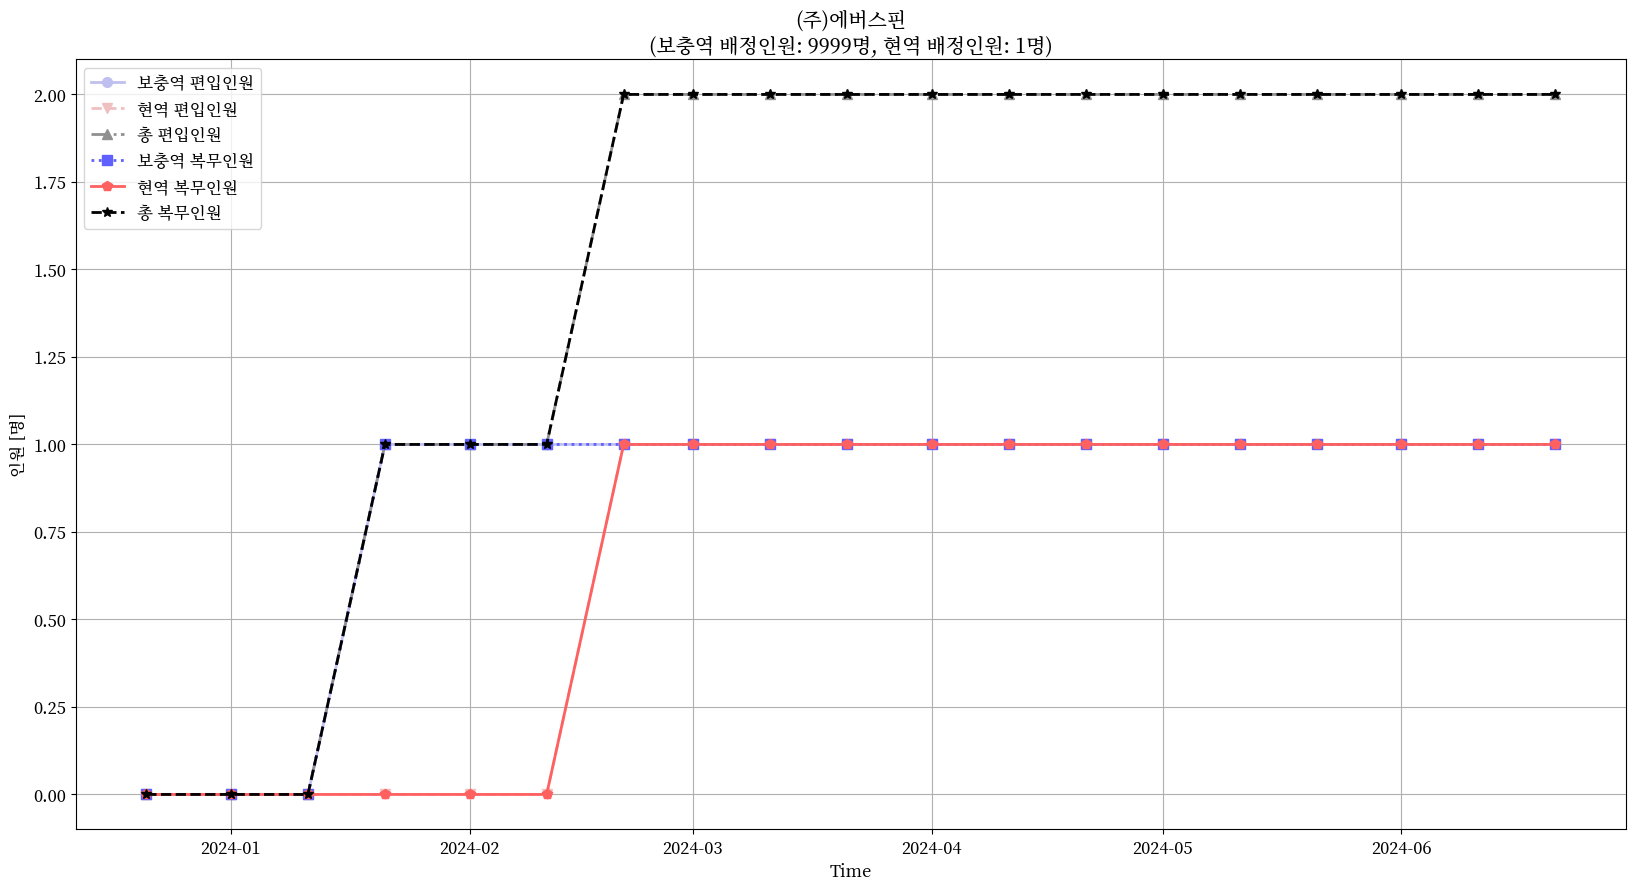 (주)에버스핀
(보충역 배정인원: 9999명, 현역 배정인원: 1명)
보충역 편입인원
현역 편입인원
총 편입인원
보충역 복무인원
현역 복무인원
총 복무인원
인원 [명]
2.00
1.75
1.50
1.25
1.00
0.75
0.50
0.25
0.00
2024-01
2024-02
2024-03
2024-04
2024-05
2024-06
Time